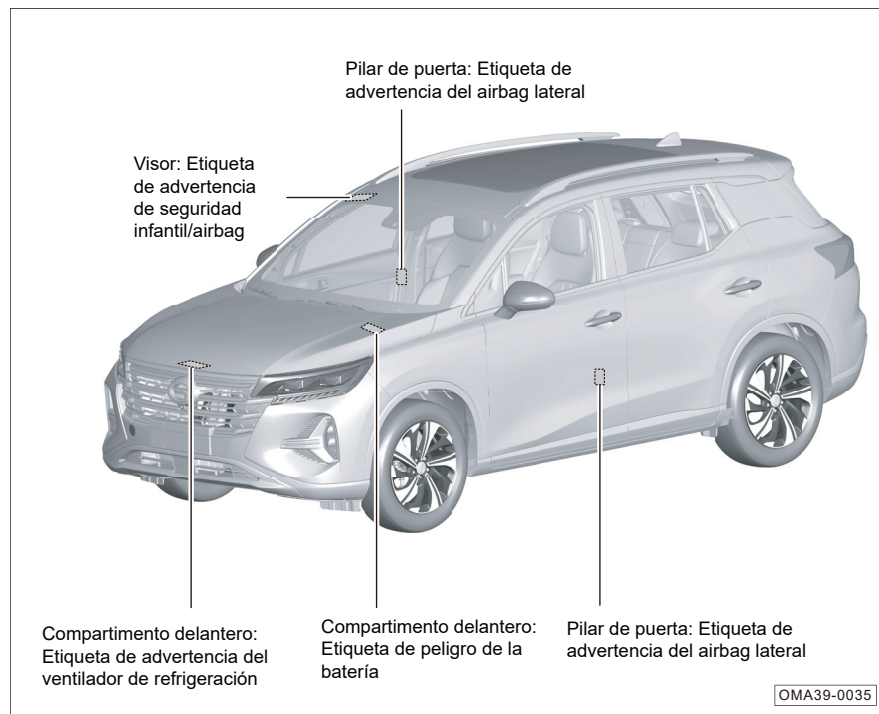 Pilar de puerta: Etiqueta de
advertencia del airbag lateral
Visor: Etiqueta
de advertencia
de seguridad
infantil/airbag
Compartimento delantero:
Etiqueta de advertencia del
ventilador de refrigeración
Compartimento delantero:
Etiqueta de peligro de la
batería
Pilar de puerta: Etiqueta de
advertencia del airbag lateral
OMA39-0035